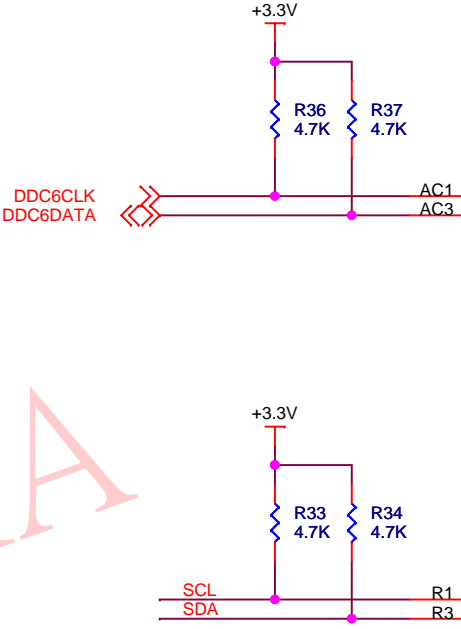 +3.3V
R36 R37
4.7K 4.7K
DDC6CLK AC1
DDC6DATA AC3
A
+3.3V
R33 R34
4.7K 4.7K
SCL R1
SDA R3